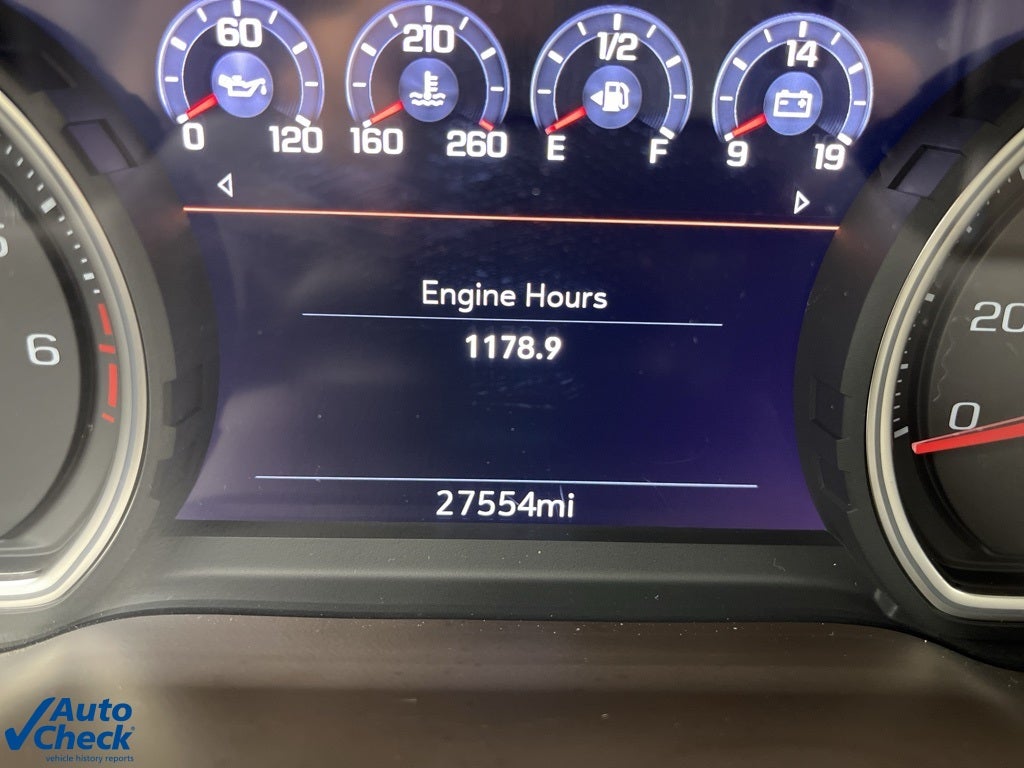 60 210 1/2 14
0 120 160 260 E F 9 19
Engine Hours
1178.9
27554mi
6
20
0
Auto
Check
vehicle history reports